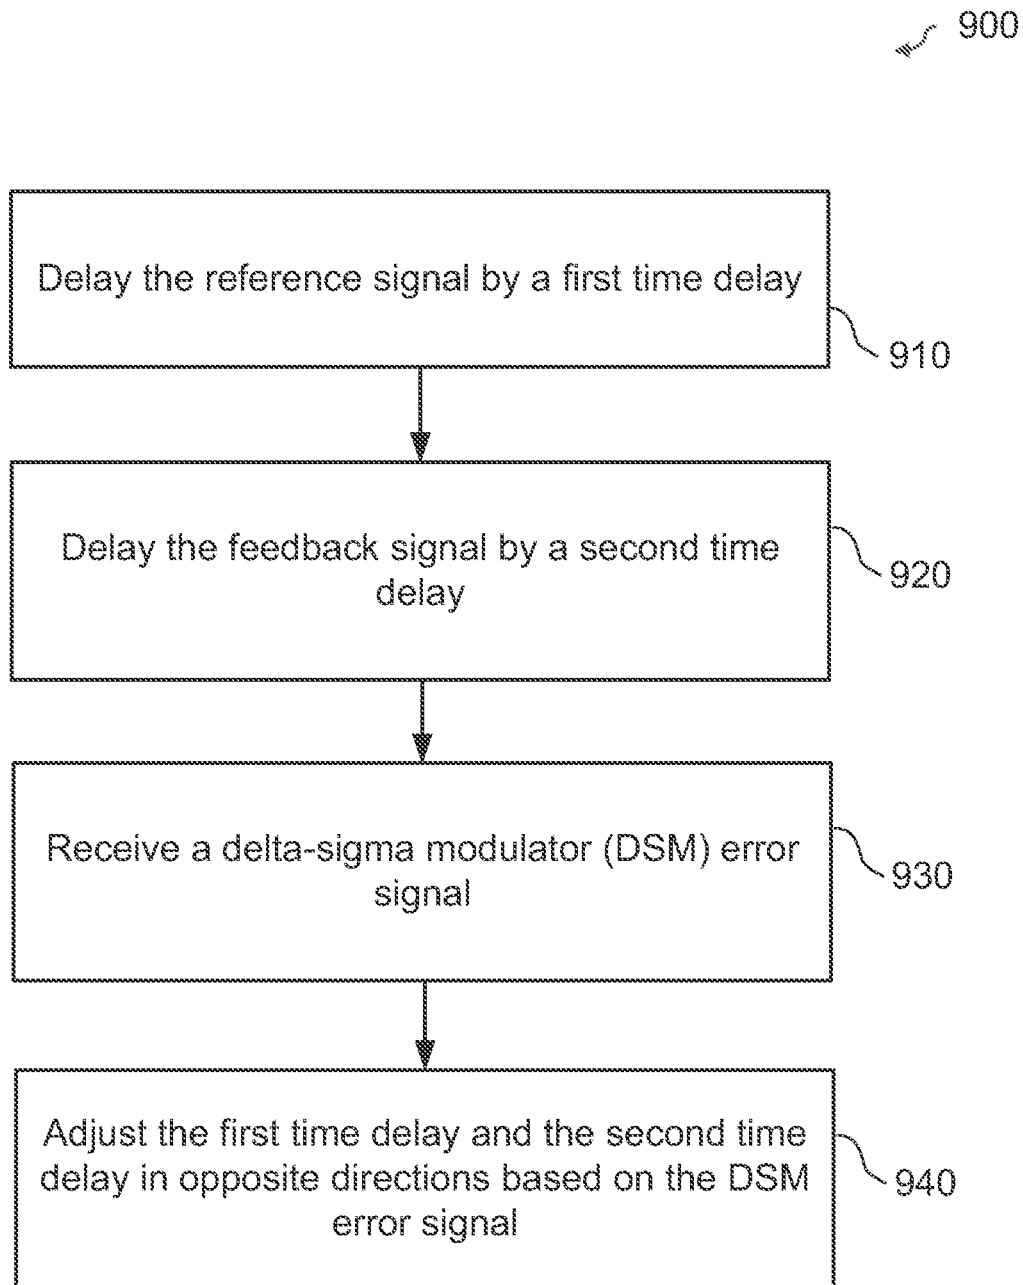 900
Delay the reference signal by a first time delay
910
Delay the feedback signal by a second time
delay
920
Receive a delta-sigma modulator (DSM) error
signal
930
Adjust the first time delay and the second time
delay in opposite directions based on the DSM
error signal
940